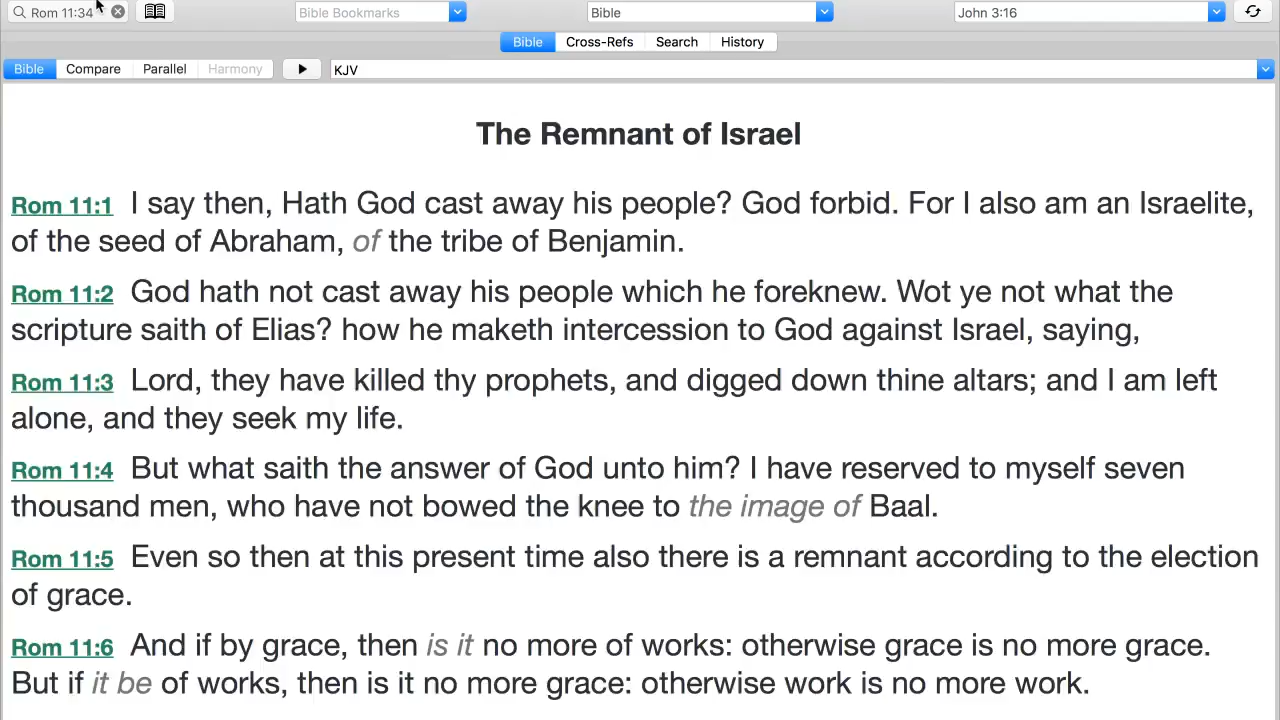 Rom 11:34
Bible Bookmarks
Bible
John 3:16
Bible
Cross-Refs
Search
History
Bible
Compare
Parallel
Harmony
KJV
The Remnant of Israel
Rom 11:1 I say then, Hath God cast away his people? God forbid. For I also am an Israelite,
of the seed of Abraham, of the tribe of Benjamin.
Rom 11:2 God hath not cast away his people which he foreknew. Wot ye not what the
scripture saith of Elias? how he maketh intercession to God against Israel, saying,
Rom 11:3 Lord, they have killed thy prophets, and digged down thine altars; and I am left
alone, and they seek my life.
Rom 11:4 But what saith the answer of God unto him? I have reserved to myself seven
thousand men, who have not bowed the knee to the image of Baal.
Rom 11:5 Even so then at this present time also there is a remnant according to the election
of grace.
Rom 11:6 And if by grace, then is it no more of works: otherwise grace is no more grace.
But if it be of works, then is it no more grace: otherwise work is no more work.